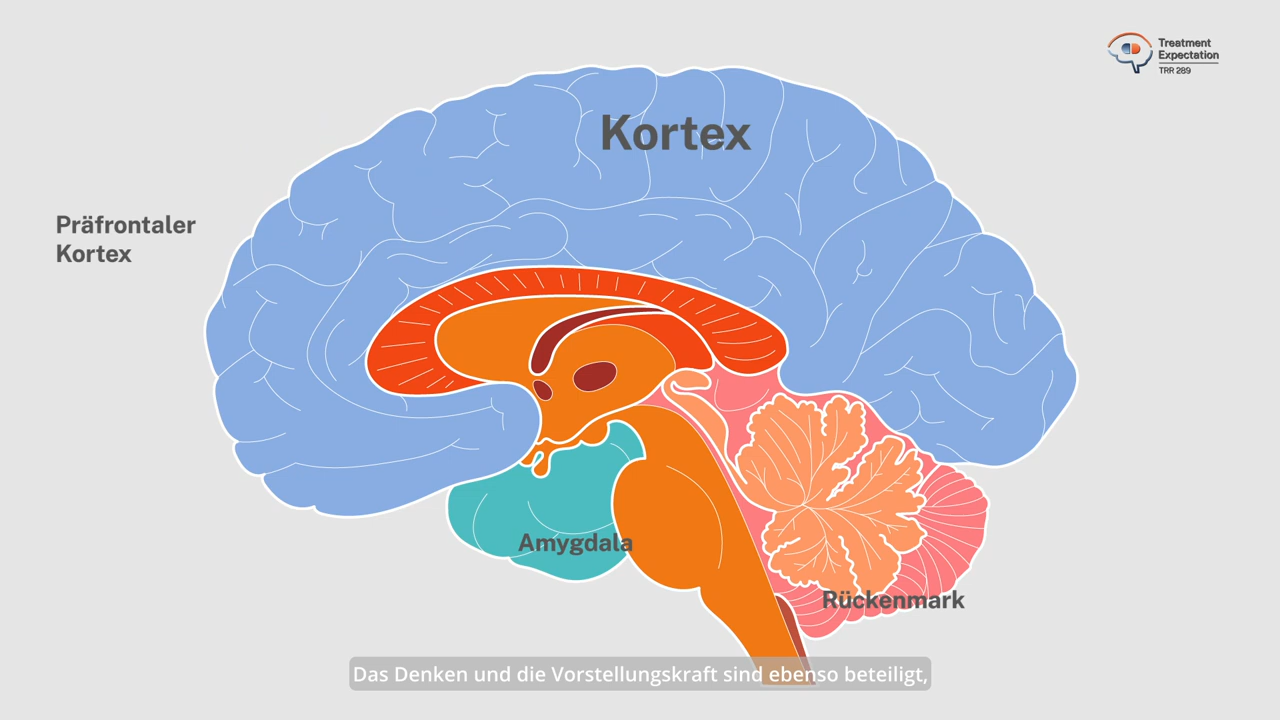 Treatment
Expectation
TRR 289
Kortex
Präfrontaler
Kortex
Amygdala
Rückenmark
Das Denken und die Vorstellungskraft sind ebenso beteiligt,